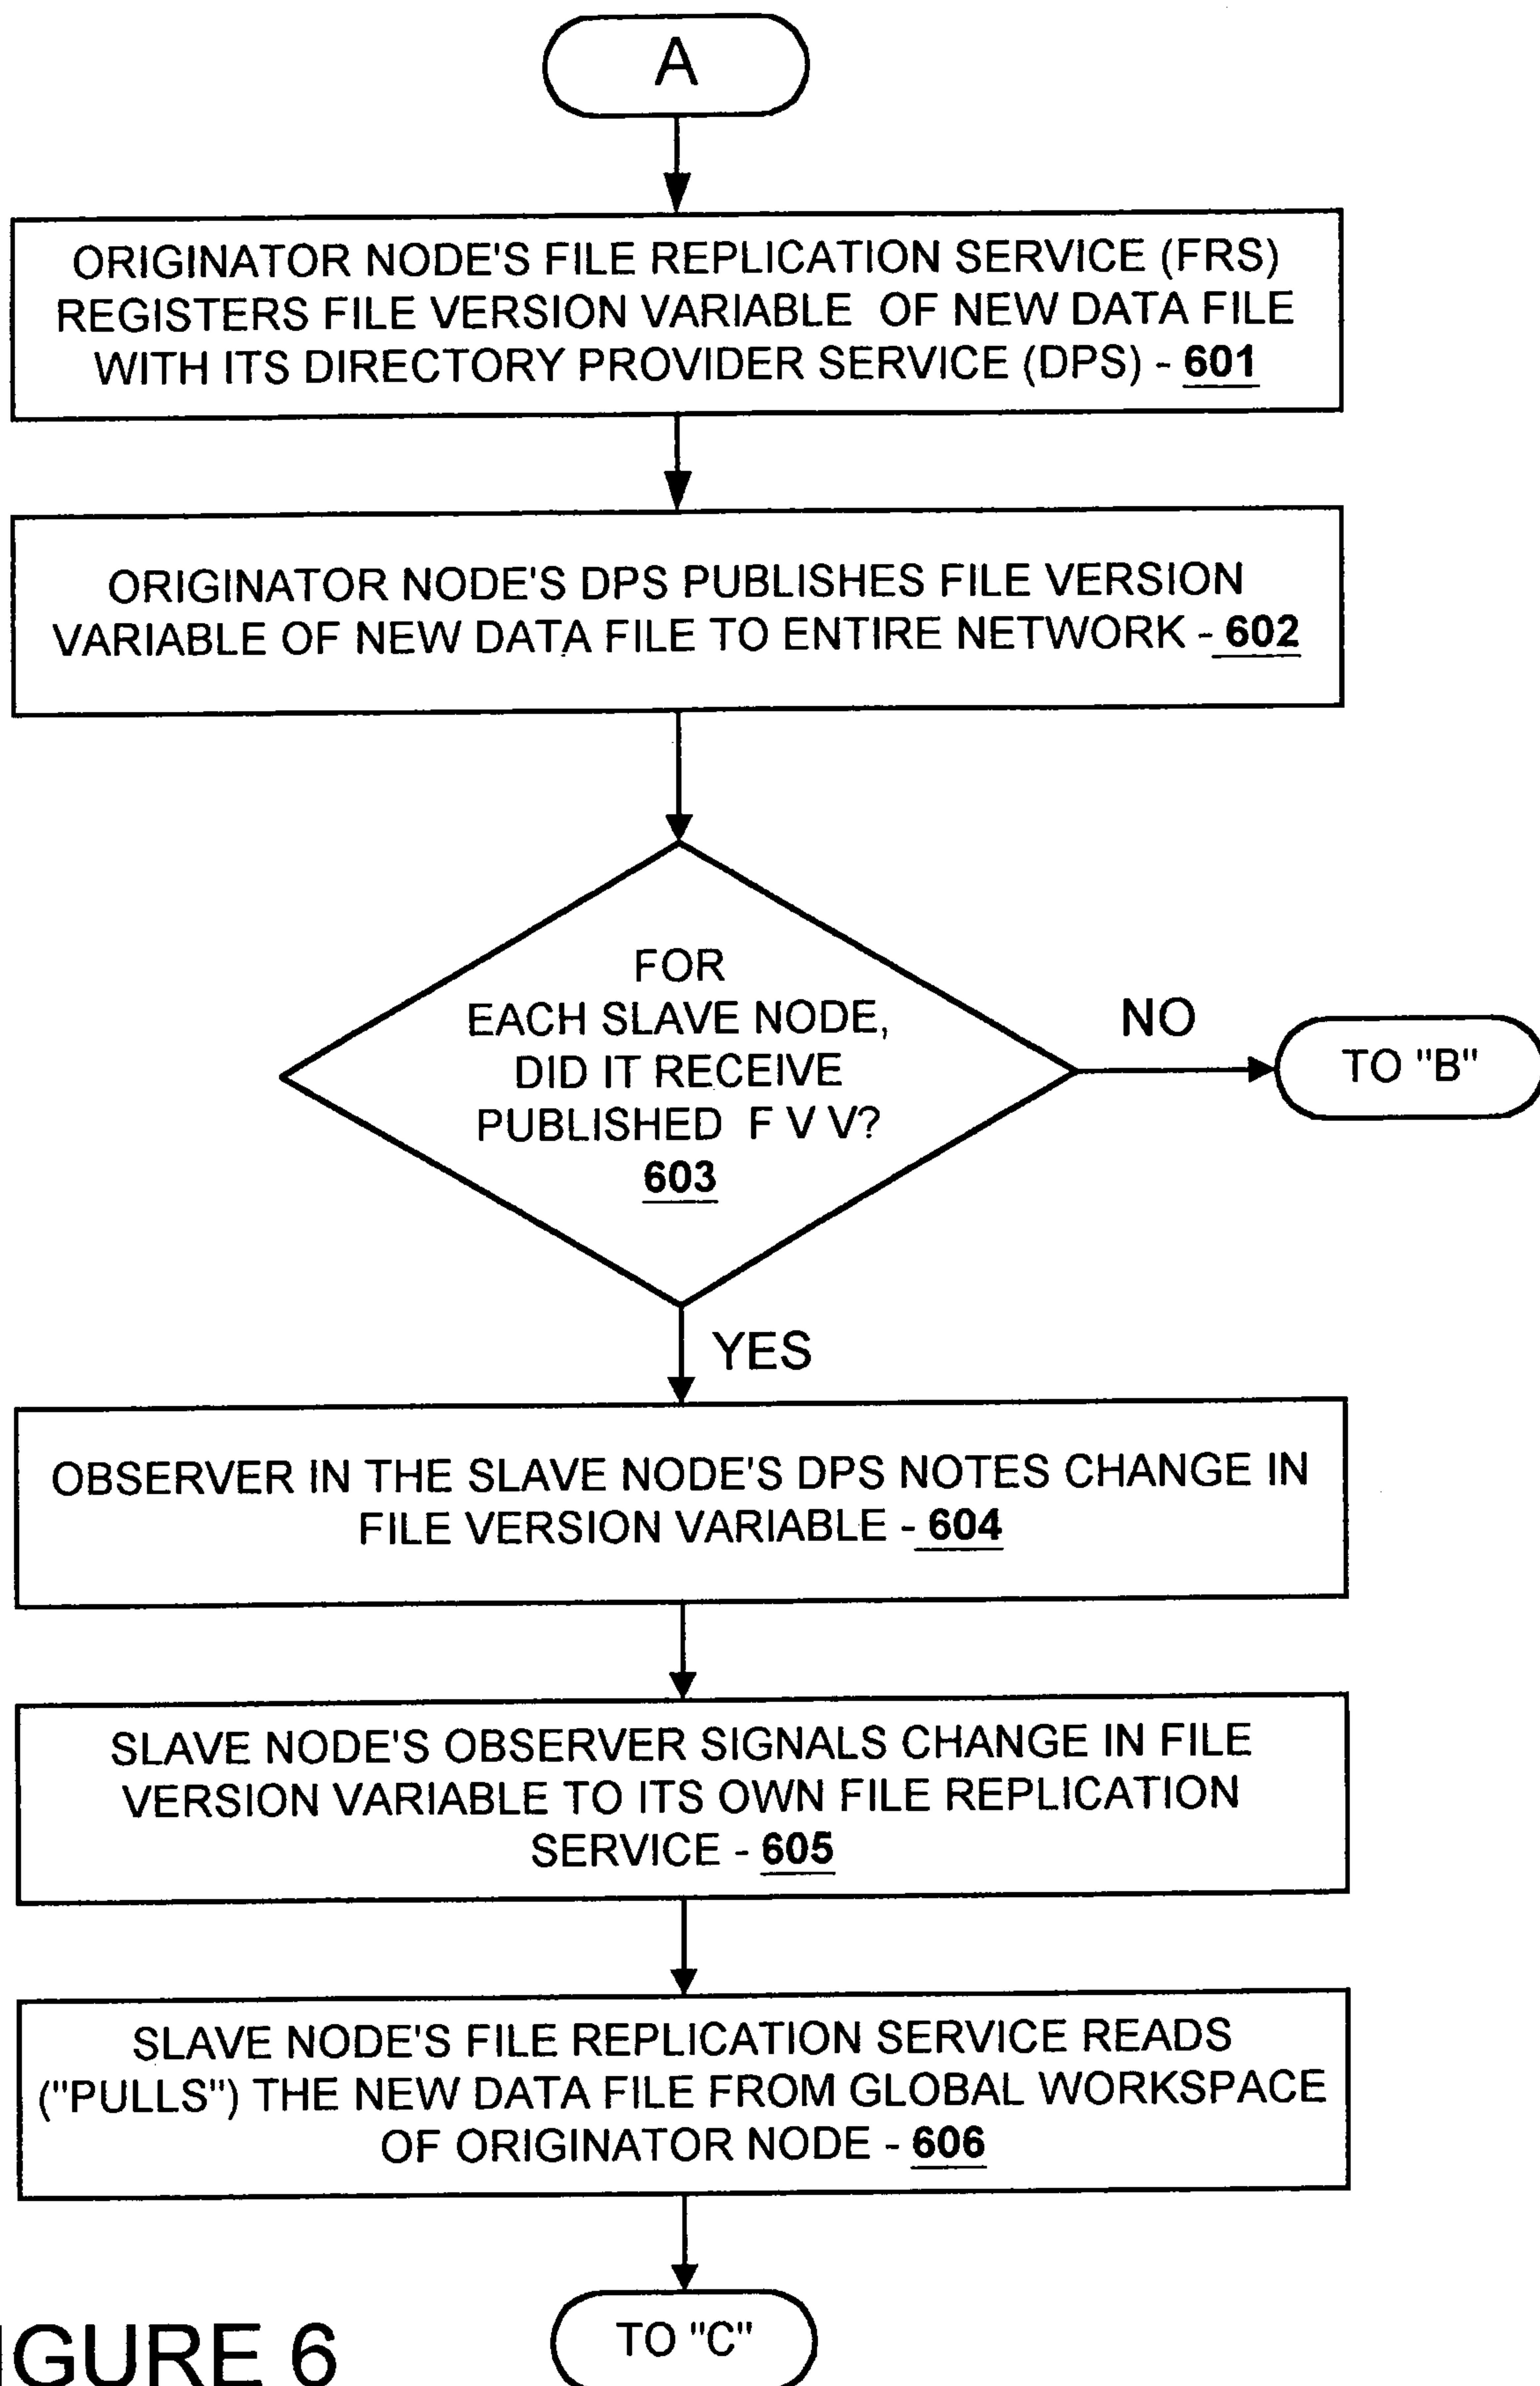 A
ORIGINATOR NODE'S FILE REPLICATION SERVICE (FRS)
REGISTERS FILE VERSION VARIABLE OF NEW DATA FILE
WITH ITS DIRECTORY PROVIDER SERVICE (DPS) - 601
ORIGINATOR NODE'S DPS PUBLISHES FILE VERSION
VARIABLE OF NEW DATA FILE TO ENTIRE NETWORK - 602
FOR
EACH SLAVE NODE,
DID IT RECEIVE
PUBLISHED F V V?
603
NO
TO "B"
YES
OBSERVER IN THE SLAVE NODE'S DPS NOTES CHANGE IN
FILE VERSION VARIABLE - 604
SLAVE NODE'S OBSERVER SIGNALS CHANGE IN FILE
VERSION VARIABLE TO ITS OWN FILE REPLICATION
SERVICE - 605
SLAVE NODE'S FILE REPLICATION SERVICE READS
("PULLS") THE NEW DATA FILE FROM GLOBAL WORKSPACE
OF ORIGINATOR NODE - 606
TO "C"
IGURE 6